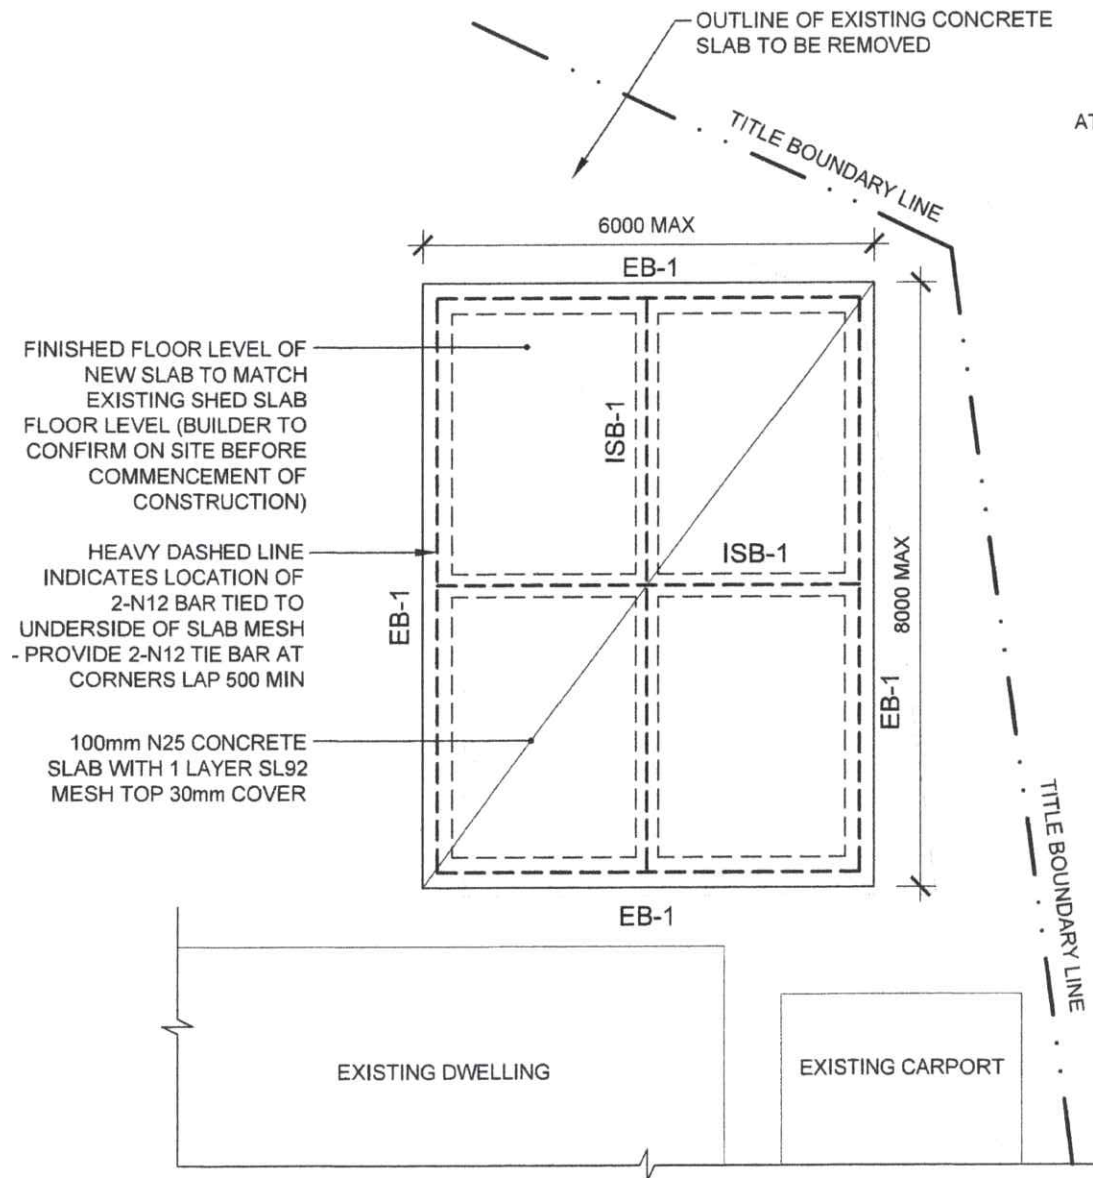 OUTLINE OF EXISTING CONCRETE
SLAB TO BE REMOVED
AT
TITLE BOUNDARY LINE
6000 MAX
EB-1
FINISHED FLOOR LEVEL OF
NEW SLAB TO MATCH
EXISTING SHED SLAB
FLOOR LEVEL (BUILDER TO
CONFIRM ON SITE BEFORE
COMMENCEMENT OF
CONSTRUCTION)
ISB-1
ISB-1
8000 MAX
HEAVY DASHED LINE
INDICATES LOCATION OF
2-N12 BAR TIED TO
UNDERSIDE OF SLAB MESH
- PROVIDE 2-N12 TIE BAR AT
CORNERS LAP 500 MIN
EB-1
EB-1
100mm N25 CONCRETE
SLAB WITH 1 LAYER SL92
MESH TOP 30mm COVER
EB-1
TITLE BOUNDARY LINE
EXISTING DWELLING
EXISTING CARPORT